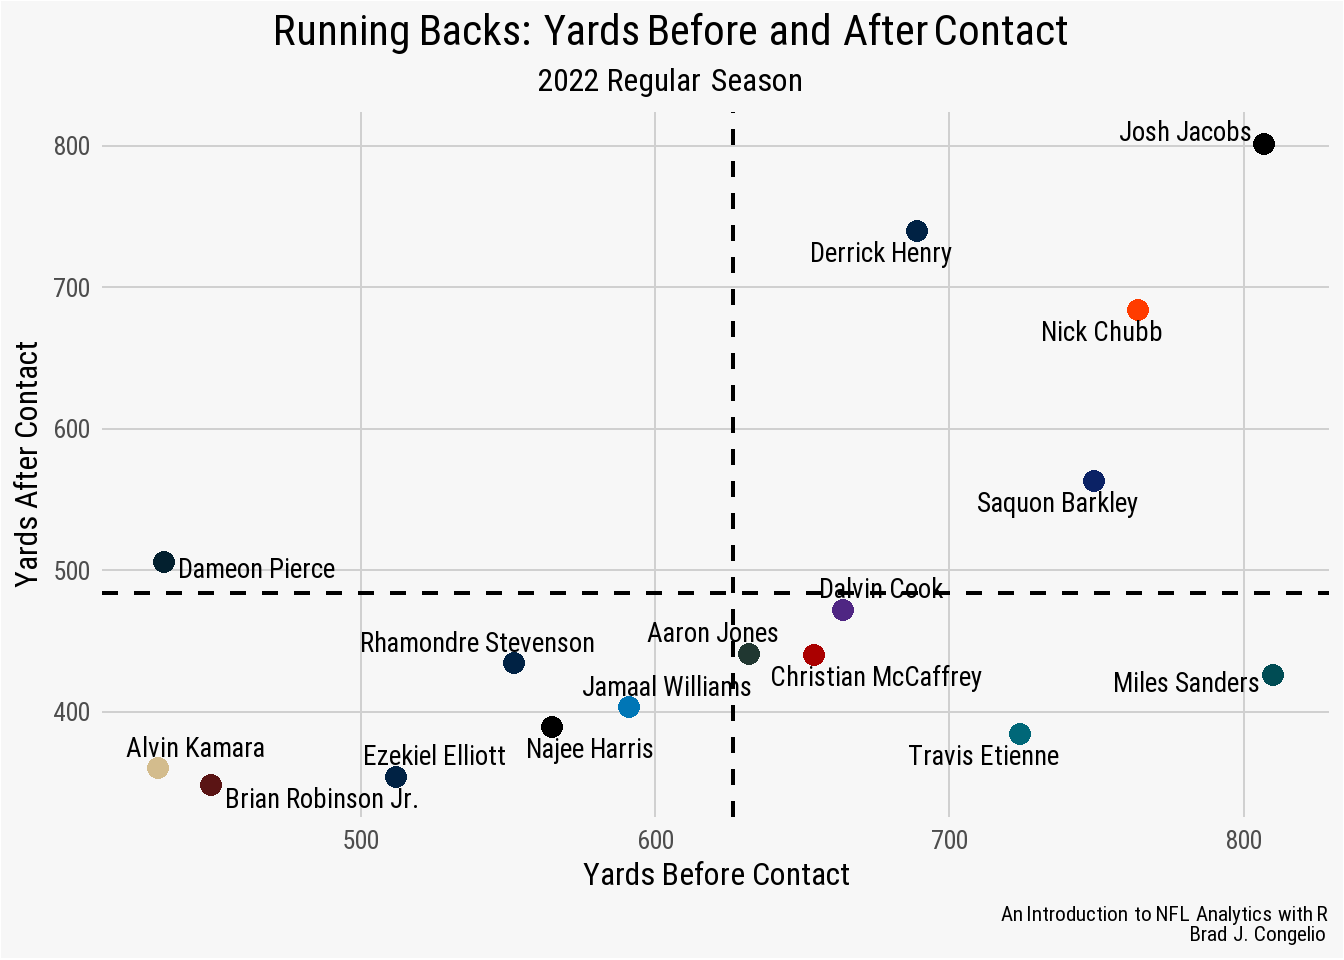 Running Backs: Yards Before and After Contact
2022 Regular Season
Yards After Contact
800
700
600
500
400
Josh Jacobs
Derrick Henry
Nick Chubb
Saquon Barkley
Dameon Pierce
Dalvin Cook
Aaron Jones
Rhamondre Stevenson
Christian McCaffrey
Miles Sanders
Jamaal Williams
Alvin Kamara
Ezekiel Elliott
Najee Harris
Travis Etienne
Brian Robinson Jr.
500
600
700
800
Yards Before Contact
An Introduction to NFL Analytics with R
Brad J. Congelio